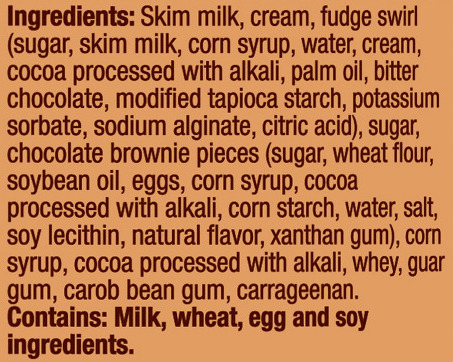 Ingredients: Skim milk, cream, fudge swirl
(sugar, skim milk, corn syrup, water, cream,
cocoa processed with alkali, palm oil, bitter
chocolate, modified tapioca starch, potassium
sorbate, sodium alginate, citric acid), sugar,
chocolate brownie pieces (sugar, wheat flour,
soybean oil, eggs, corn syrup, cocoa
processed with alkali, corn starch, water, salt,
soy lecithin, natural flavor, xanthan gum), corn
syrup, cocoa processed with alkali, whey, guar
gum, carob bean gum, carrageenan.
Contains: Milk, wheat, egg and soy
ingredients.